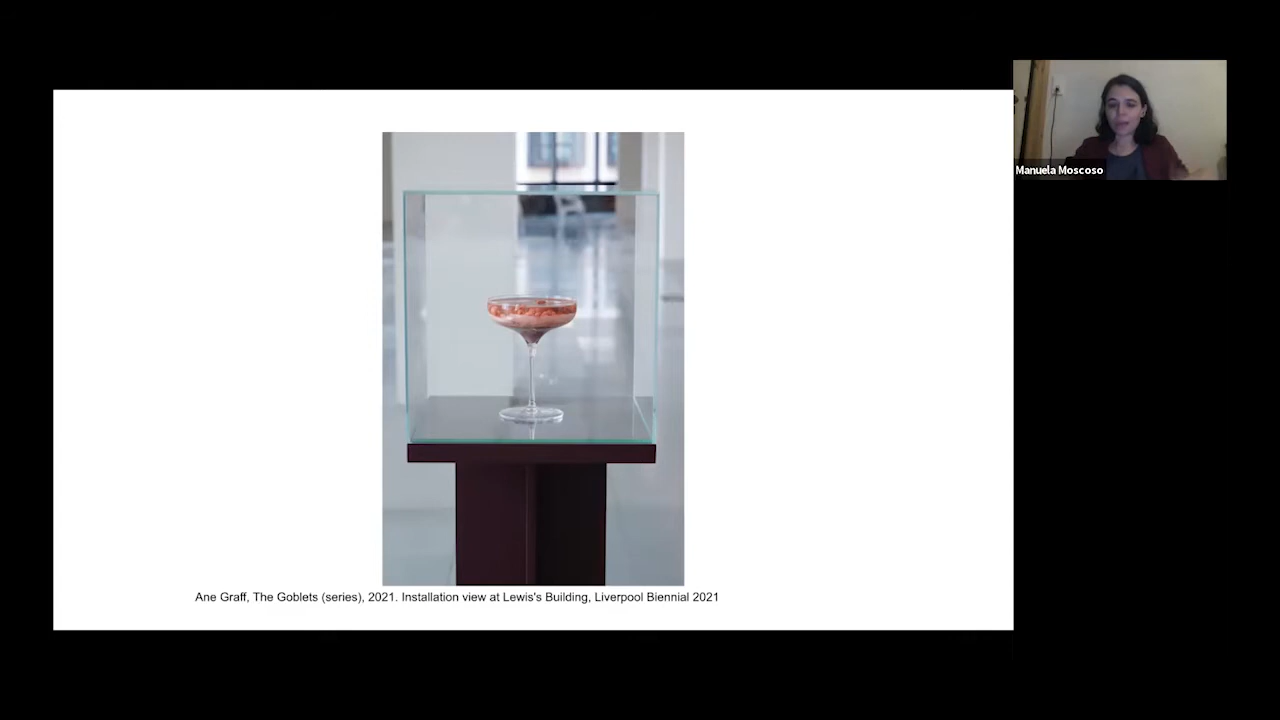 Manuela Moscoso
Ane Graff, The Goblets (series), 2021. Installation view at Lewis's Building, Liverpool Biennial 2021